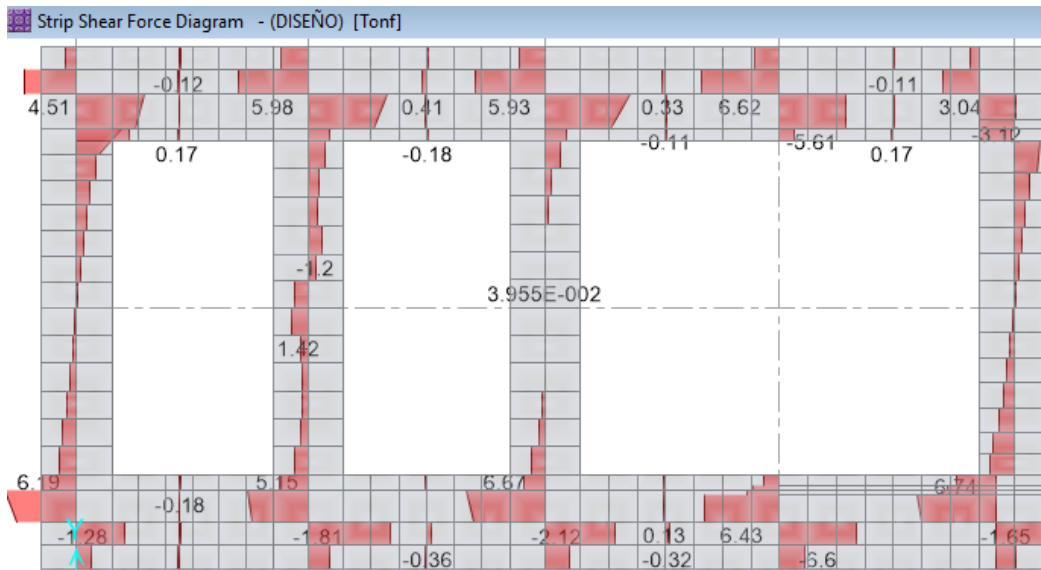 Strip Shear Force Diagram - (DISEÑO) [Tonf]
-0.12 -0.11
4.51 5.98 0.41 5.93 0.33 6.62 3.04
-0.11 -5.61 -3.12
0.17 -0.18 0.17
-1.2
3.955E-002
1.42
6.19 5.15 6.67 6.74
-0.18
-1.28 -1.81 -2.12 0.13 6.43 -1.65
-0.36 -0.32 -6.6